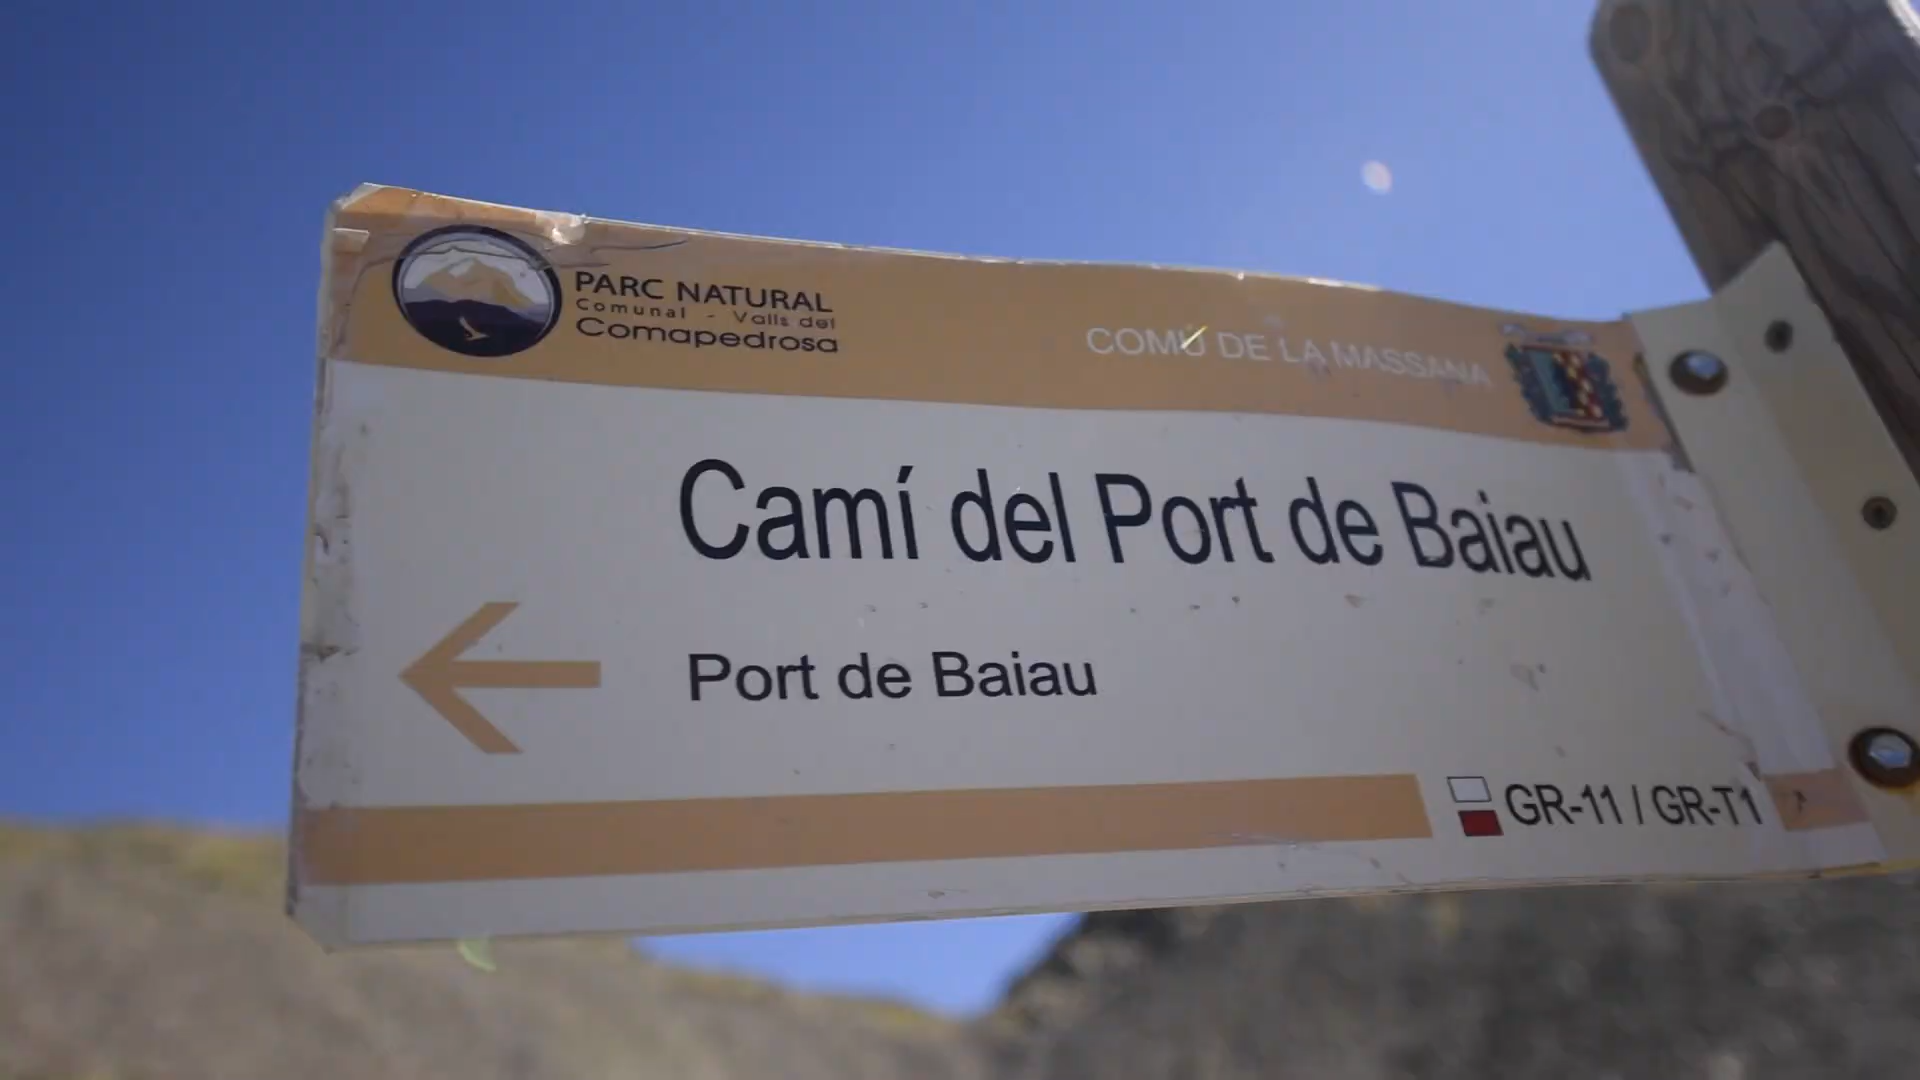 PARC NATURAL
Comunal - Valls del
Comapedrosa
COMÚ DE LA MASSANA
Camí del Port de Baiau
Port de Baiau
GR-11 / GR-T1